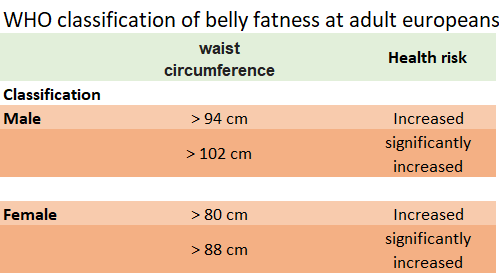 WHO classification of belly fatness at adult europeans
waist
circumference
Health risk
Classification
Male > 94 cm Increased
> 102 cm significantly
increased
Female > 80 cm Increased
> 88 cm significantly
increased